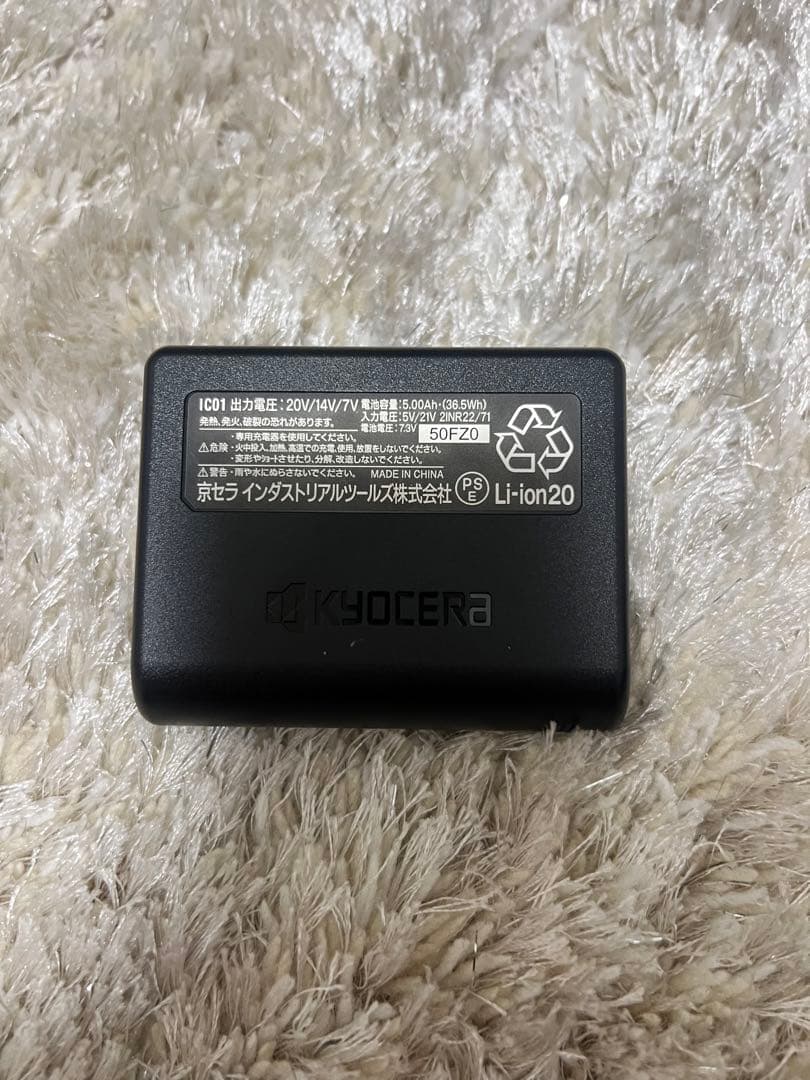 IC01 出力電圧:20V/14V/7V 電池容量:5.00Ah・(36.5Wh)
発熱、発火、破裂の恐れがあります。 入力電圧:5V/21V 2INR22/71
電池電圧:7.3V 50FZ0
・専用充電器を使用してください。
⚠危険・火中投入、加熱、高温での充電、使用、放置をしないでください。
・変形やショートさせたり、分解、改造しないでください。
⚠警告・雨や水にぬらさないでください。 MADE IN CHINA
京セラ インダストリアルツールズ株式会社 PSE Li-ion20
KYOCERA